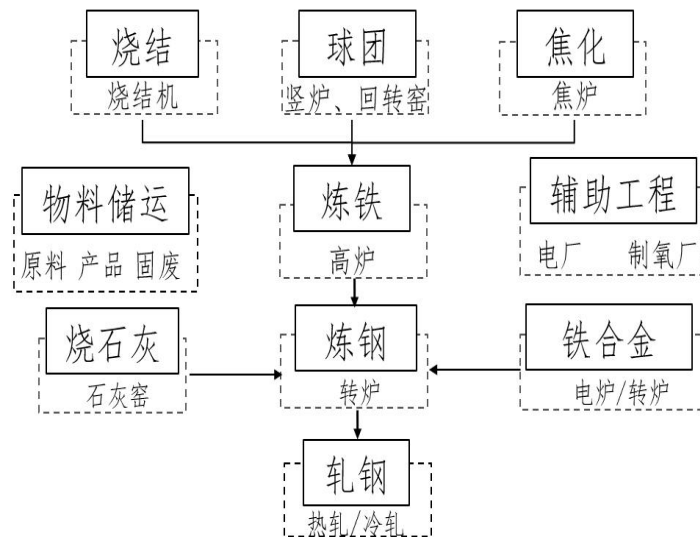 烧结
烧结机
球团
竖炉、回转窑
焦化
焦炉
物料储运
原料 产品 固废
炼铁
高炉
辅助工程
电厂 制氧厂
烧石灰
石灰窑
炼钢
转炉
铁合金
电炉/转炉
轧钢
热轧/冷轧